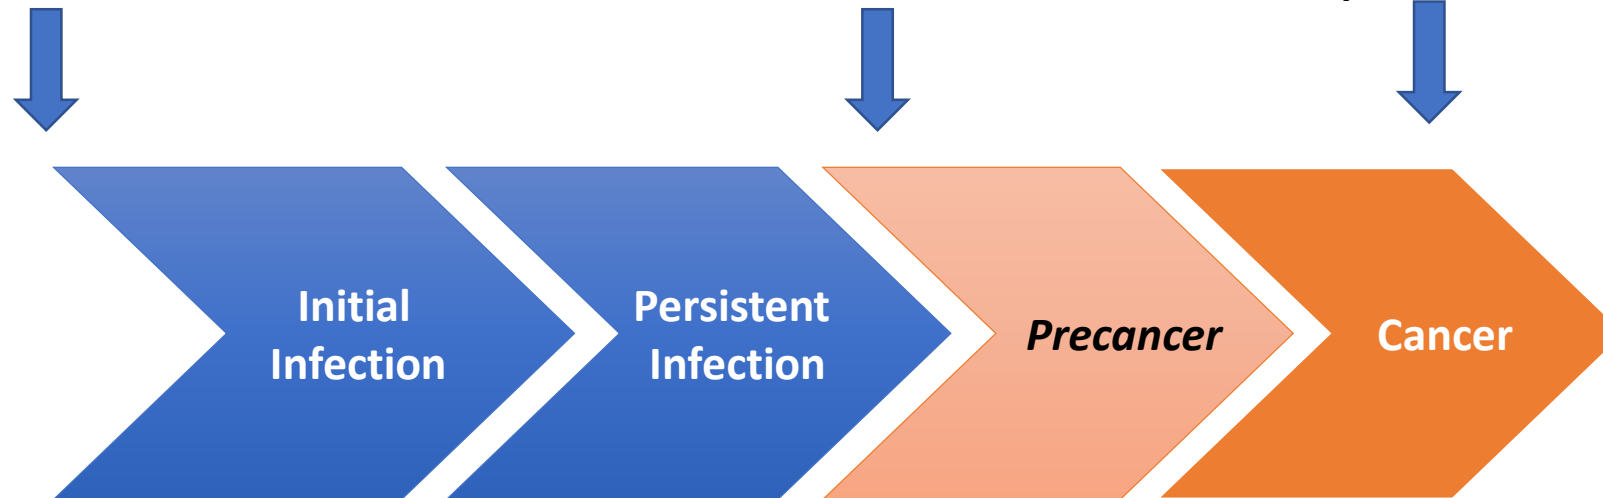 Initial
Infection
Persistent
Infection
Precancer
Cancer